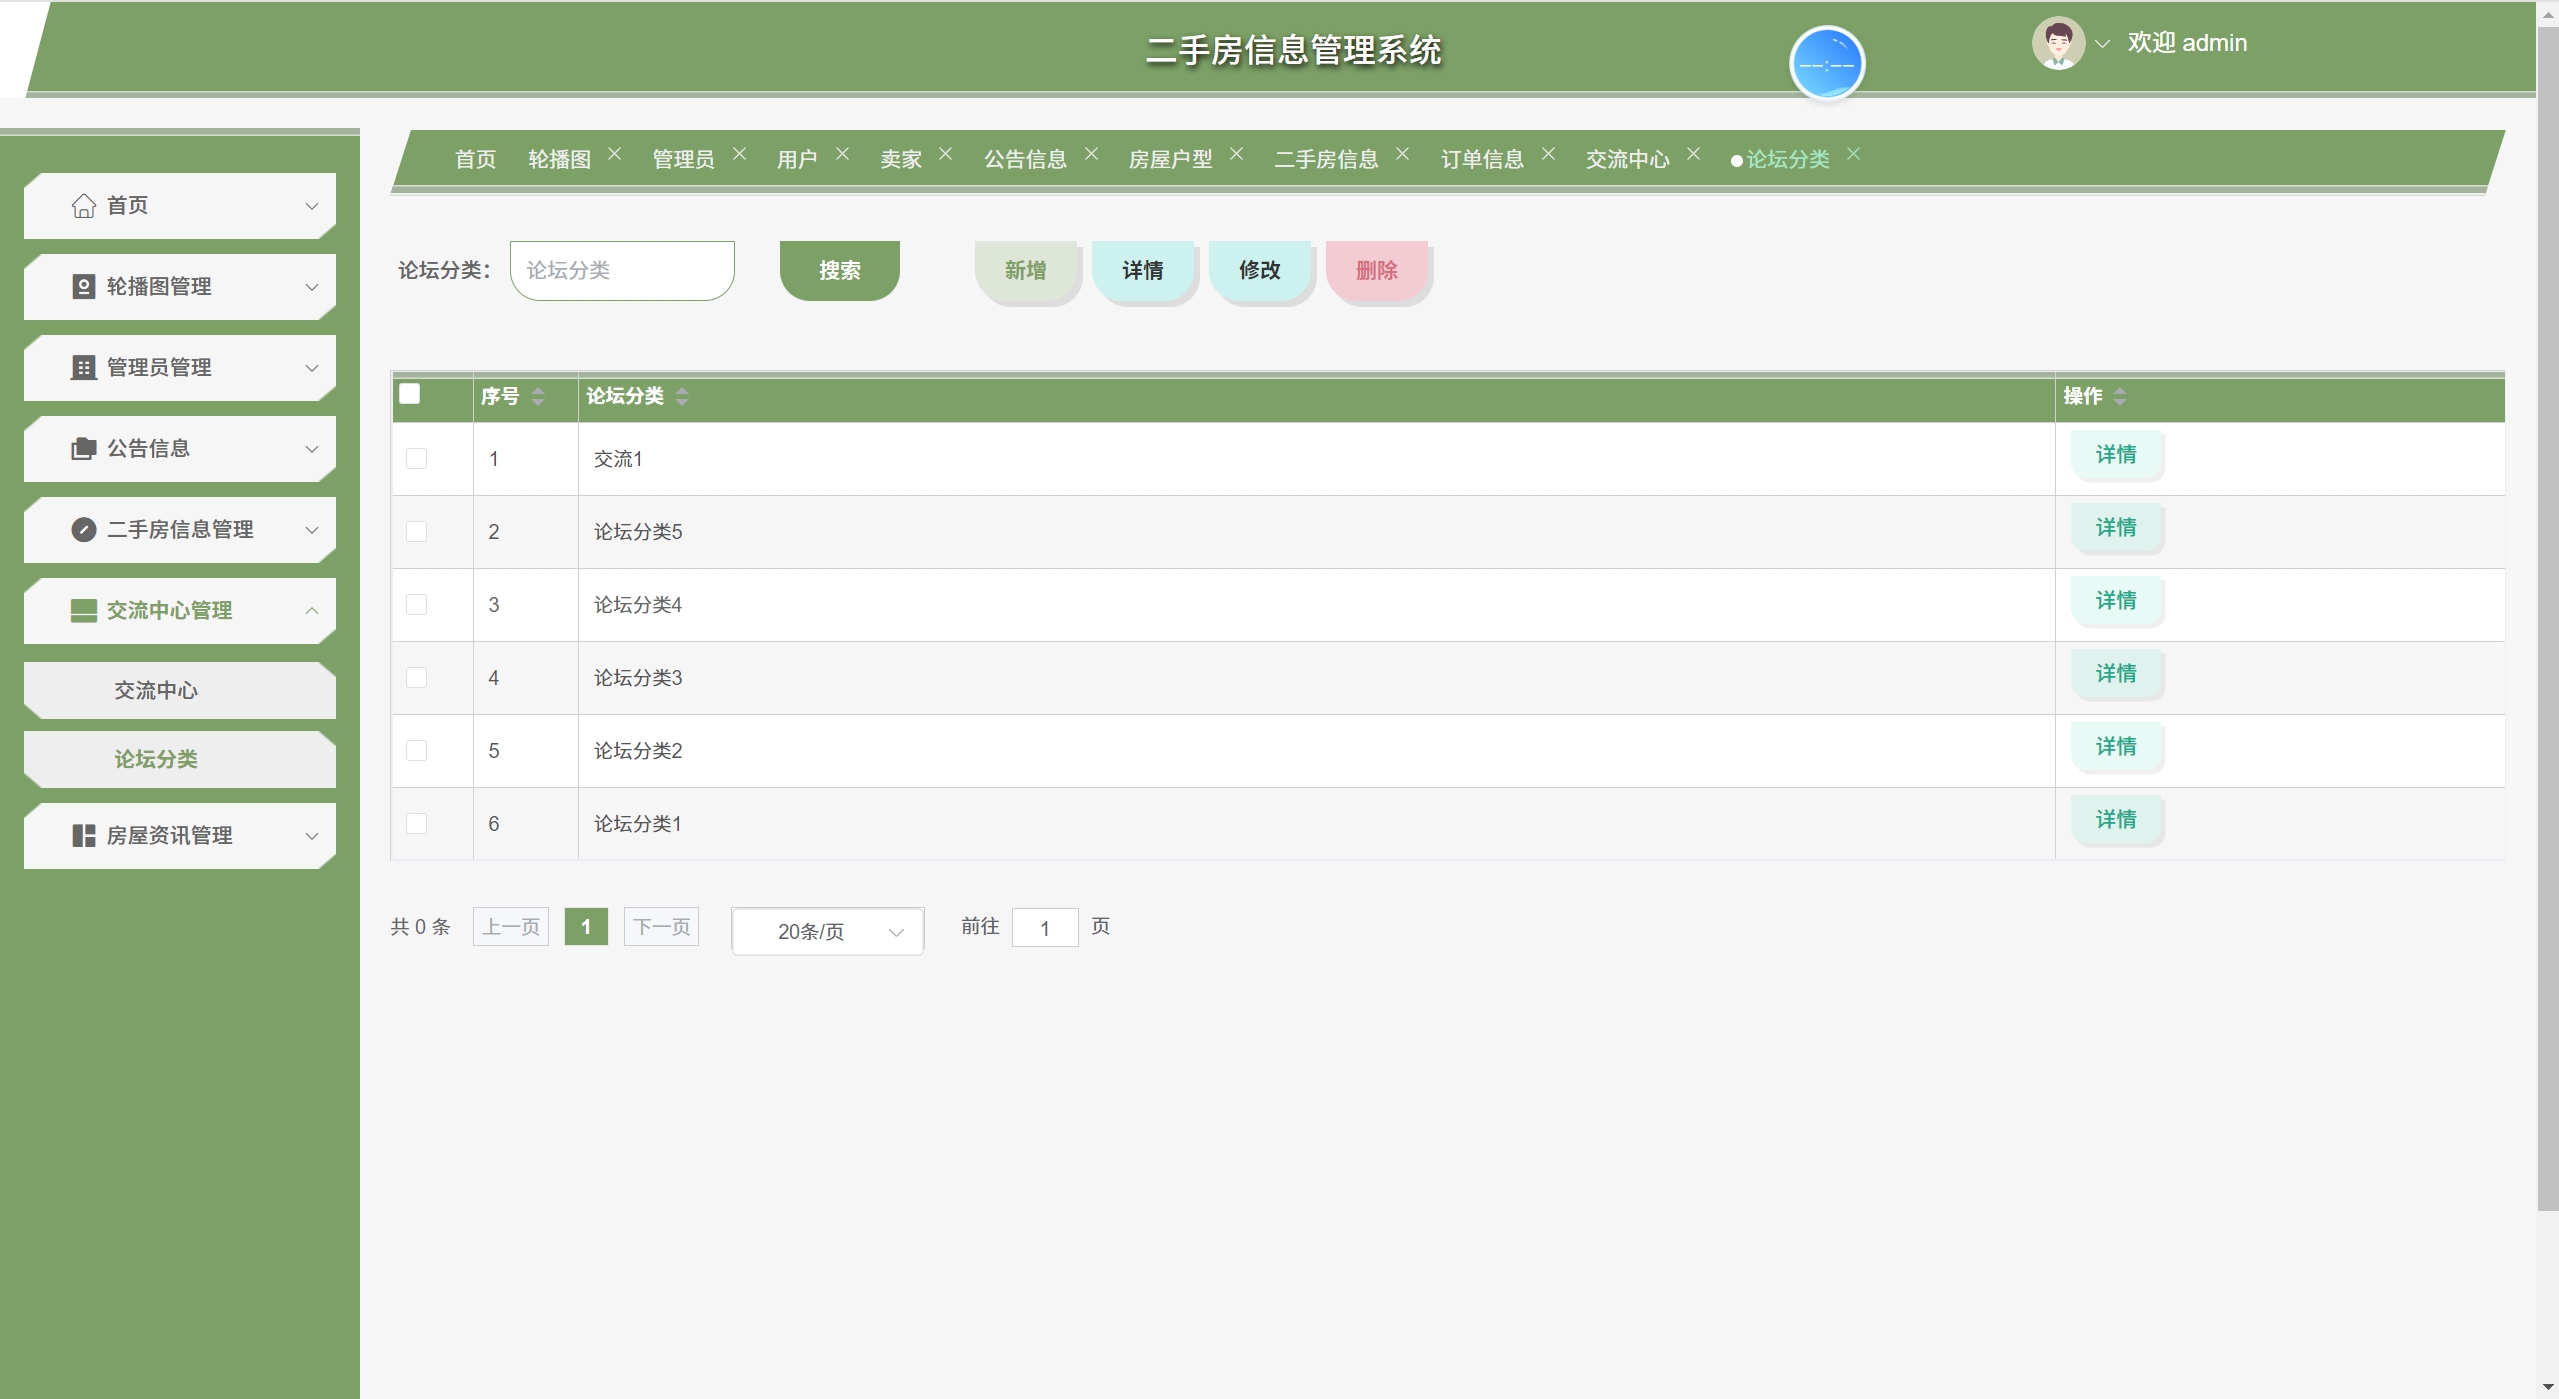 二手房信息管理系统
--:--
欢迎 admin
首页 轮播图 管理员 用户 卖家 公告信息 房屋户型 二手房信息 订单信息 交流中心 论坛分类
首页
轮播图管理
管理员管理
公告信息
二手房信息管理
交流中心管理
交流中心
论坛分类
房屋资讯管理
论坛分类： 论坛分类 搜索 新增 详情 修改 删除
序号 论坛分类 操作
1 交流1 详情
2 论坛分类5 详情
3 论坛分类4 详情
4 论坛分类3 详情
5 论坛分类2 详情
6 论坛分类1 详情
共 0 条 上一页 1 下一页 20条/页 前往 1 页